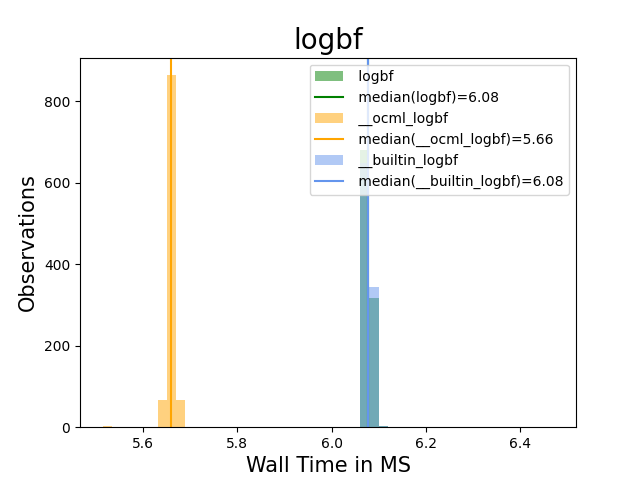 logbf
Observations
800
600
400
200
0
logbf
median(logbf)=6.08
__ocml_logbf
median(__ocml_logbf)=5.66
__builtin_logbf
median(__builtin_logbf)=6.08
5.6 5.8 6.0 6.2 6.4
Wall Time in MS